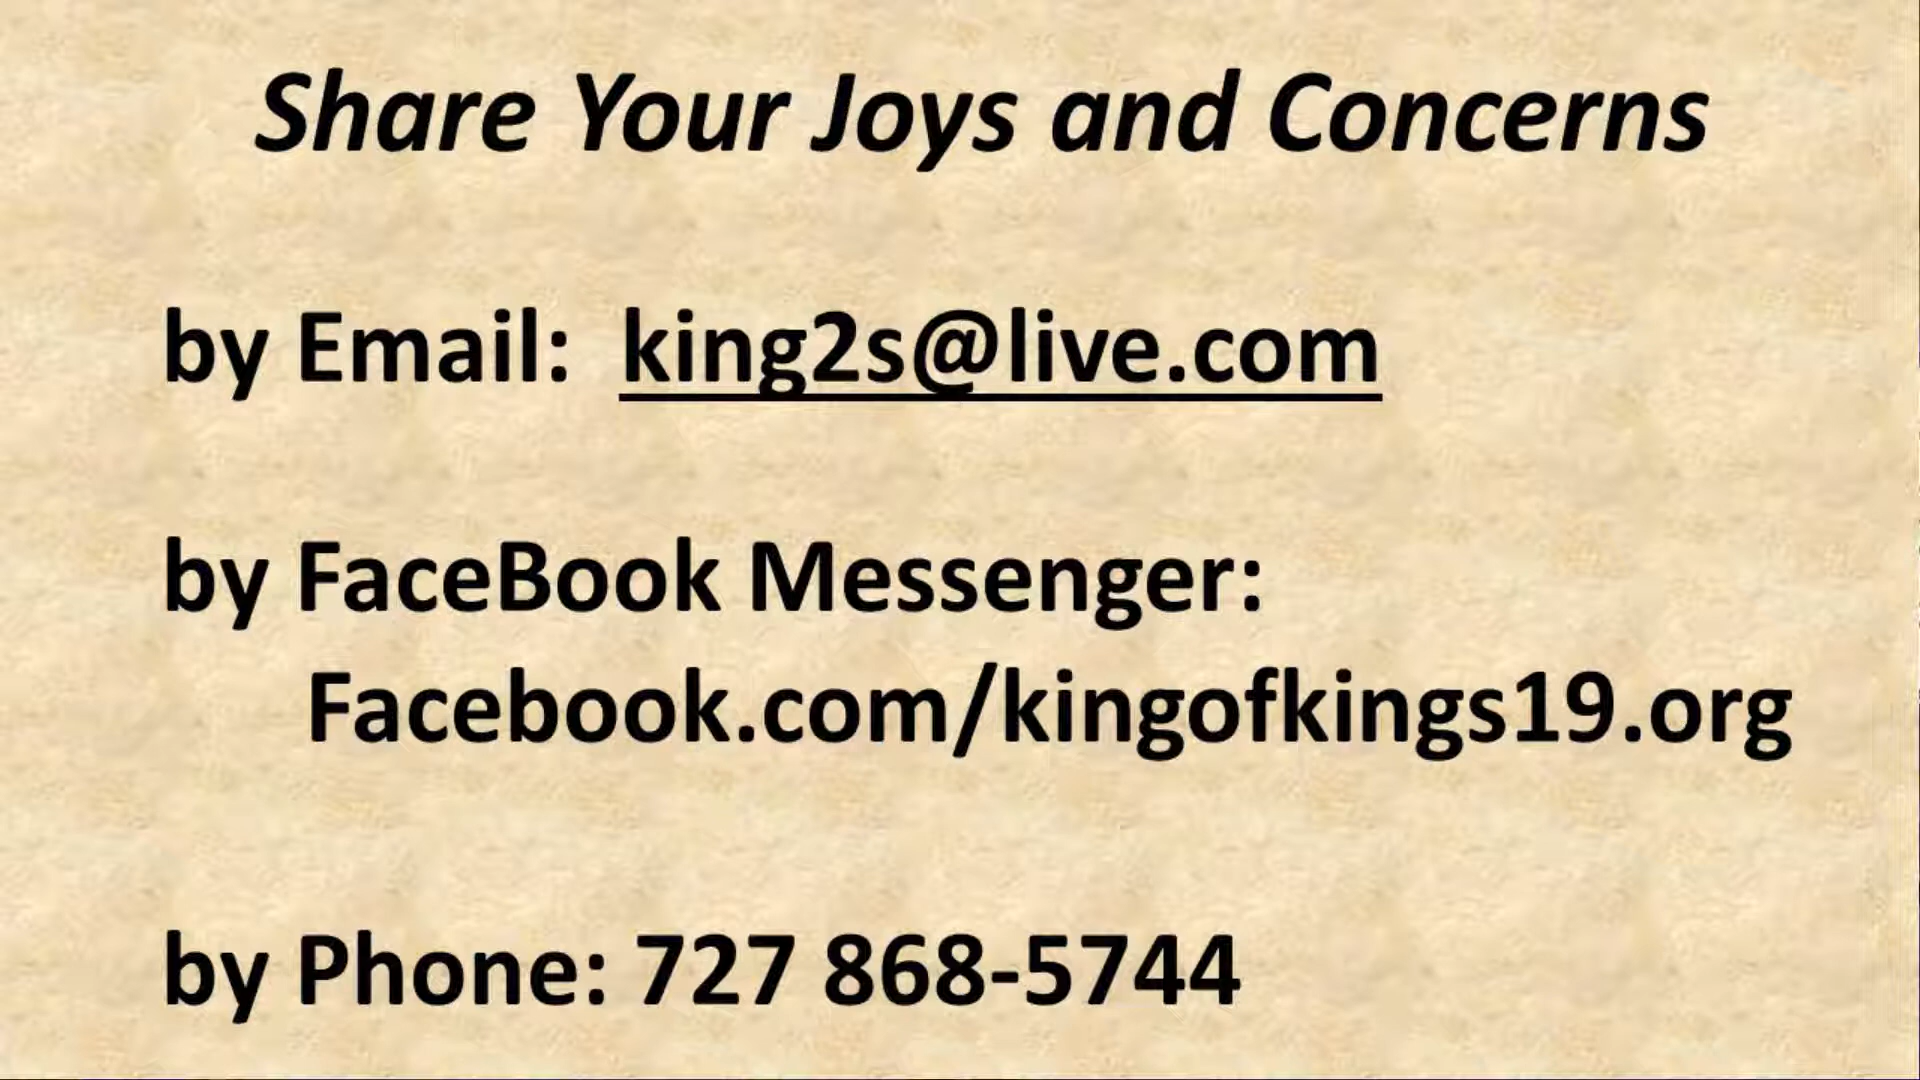 Share Your Joys and Concerns
by Email: king2s@live.com
by FaceBook Messenger:
Facebook.com/kingofkings19.org
by Phone: 727 868-5744